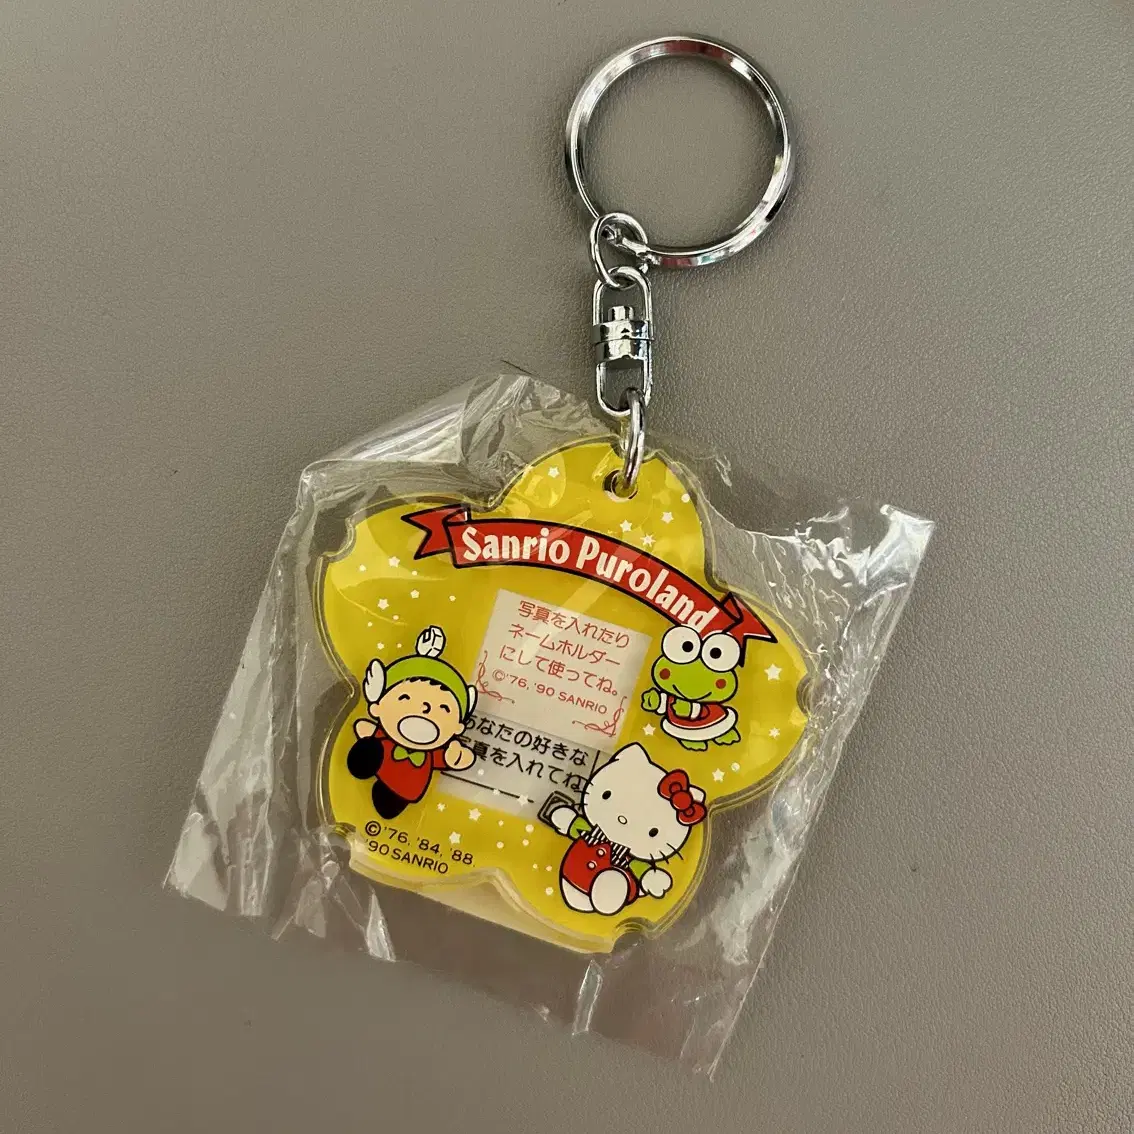 Sanrio Puroland
写真を入れたり
ネームホルダー
にして使ってね。
©'76, '90 SANRIO
あなたの好きな
写真を入れてね
© '76, '84, '88,
'90 SANRIO